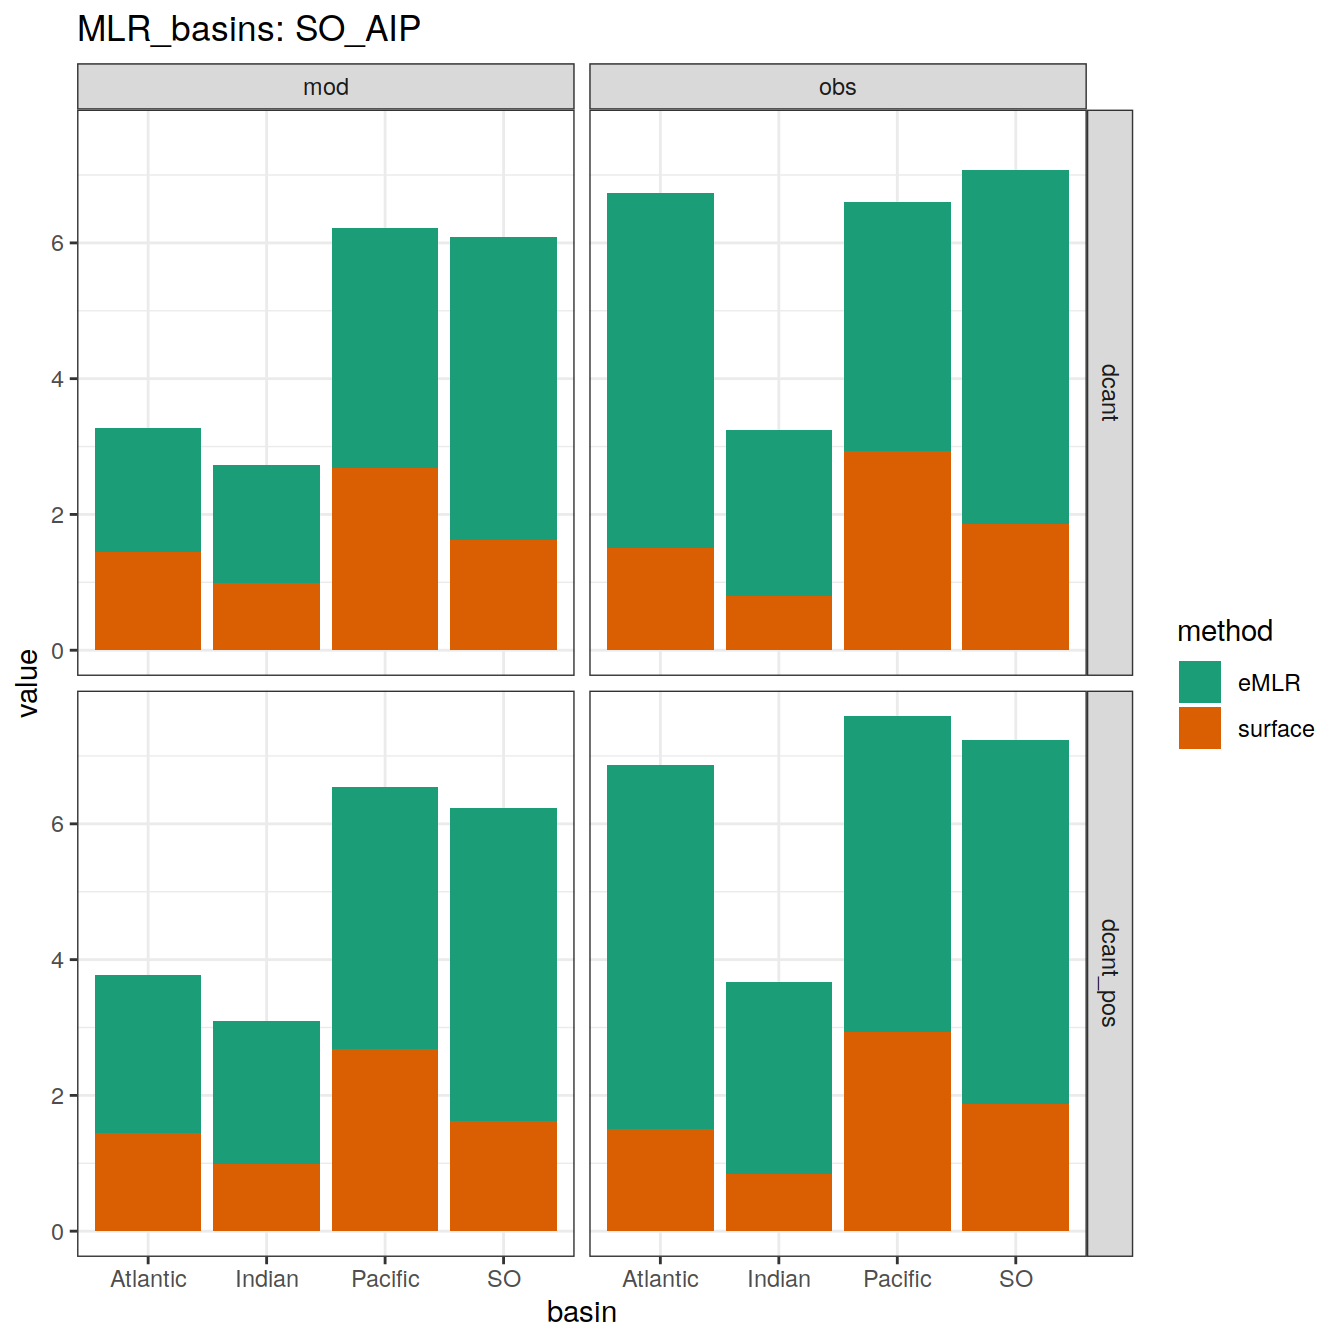 MLR_basins: SO_AIP
mod
obs
6
4
2
0
dcant
6
4
2
0
dcant_pos
value
Atlantic Indian Pacific SO
Atlantic Indian Pacific SO
basin
method
eMLR
surface